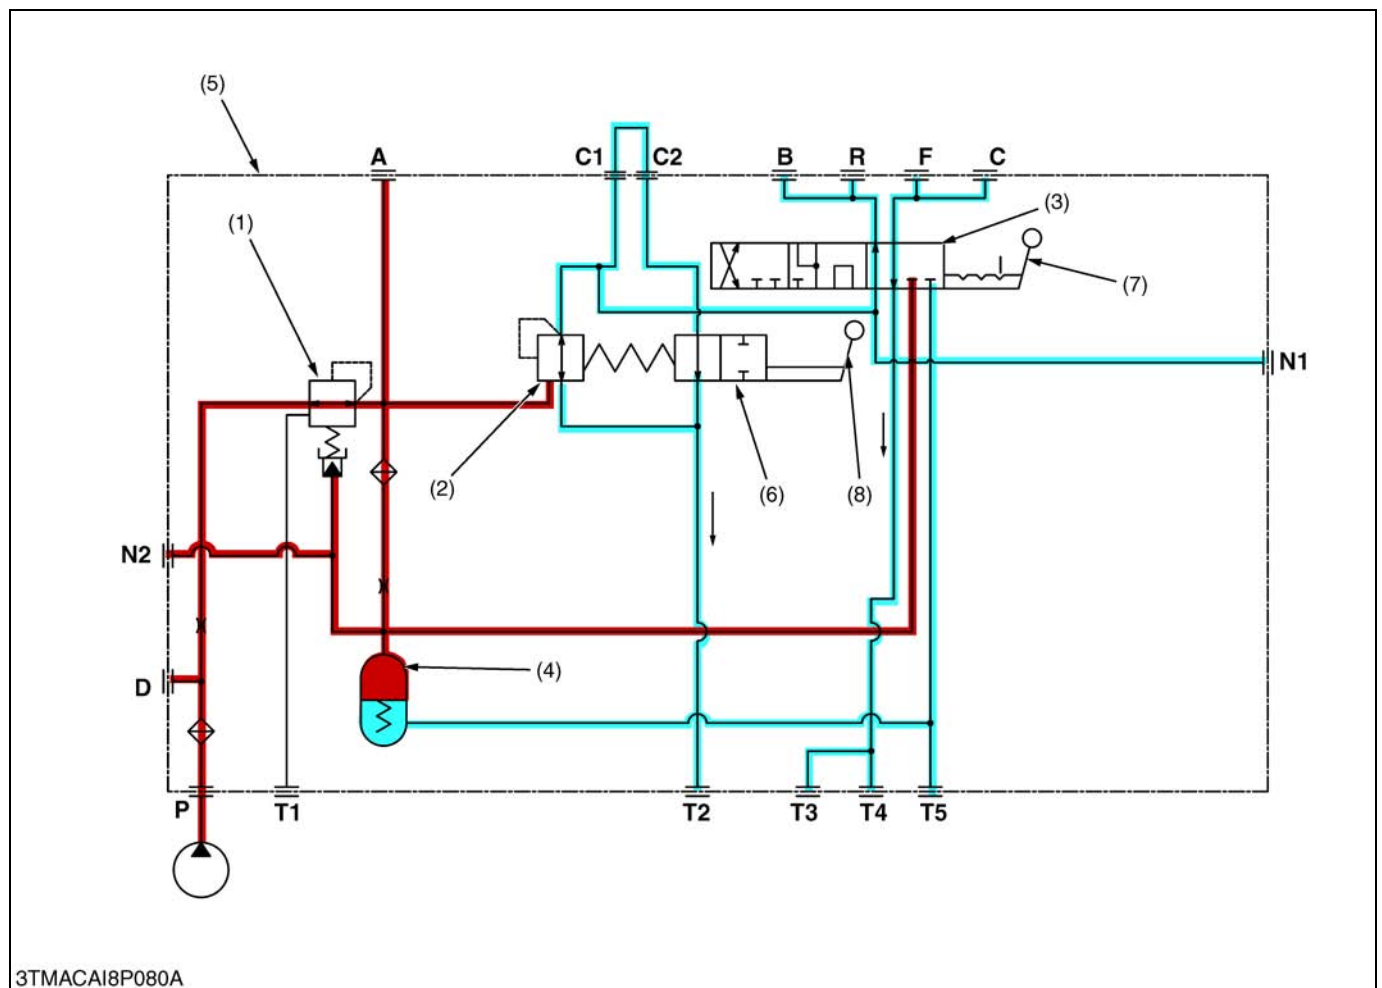 (5)
A
C1 C2
B R F C
(1)
(3)
(7)
N1
(2)
(6)
(8)
N2
(4)
D
P
T1
T2
T3
T4
T5
3TMACAI8P080A